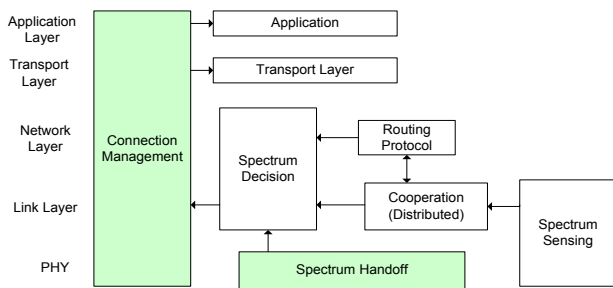 Application
Layer
Application
Transport
Layer
Transport Layer
Network
Layer
Connection
Management
Spectrum
Decision
Routing
Protocol
Link Layer
Cooperation
(Distributed)
Spectrum
Sensing
PHY
Spectrum Handoff